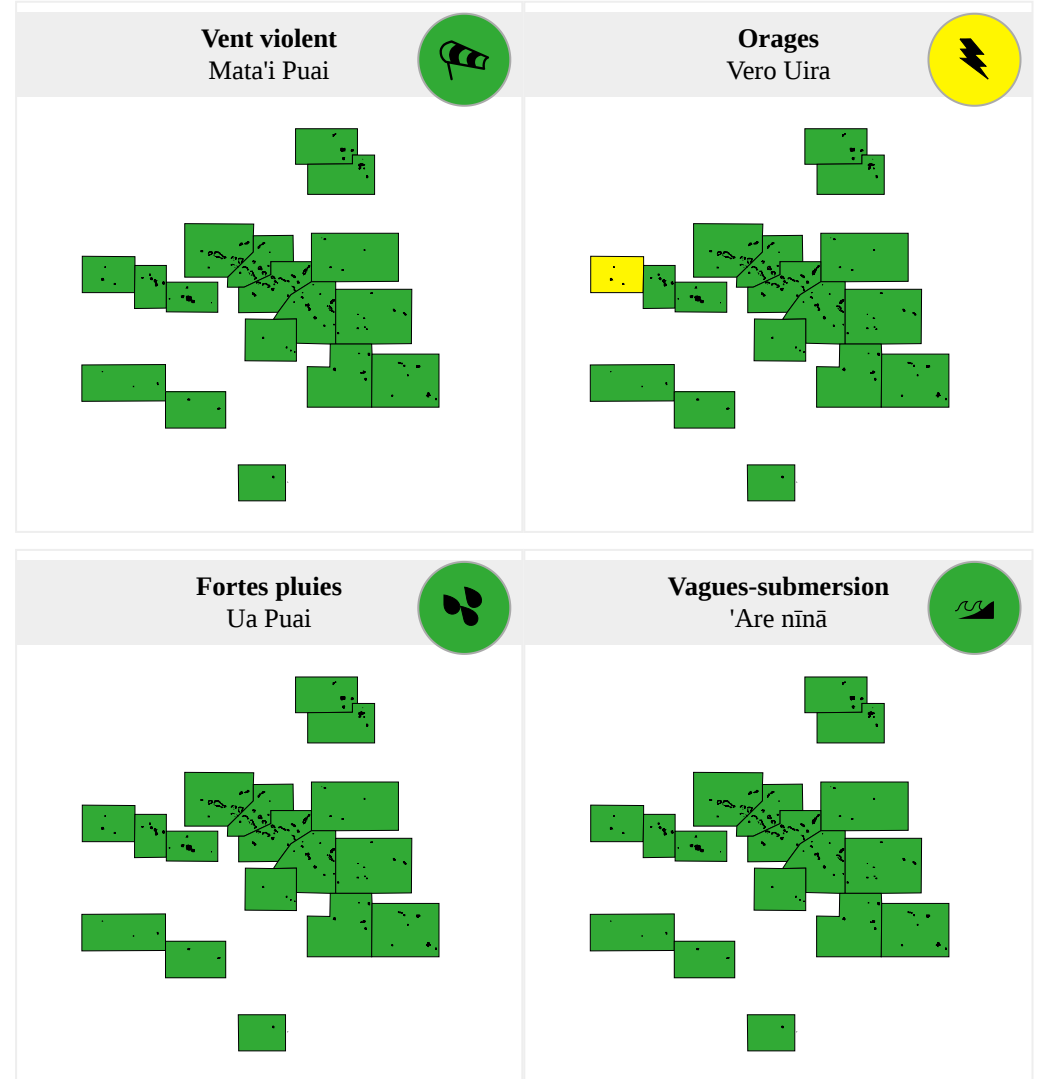 Vent violent
Mata'i Puai
Orages
Vero Uira
Fortes pluies
Ua Puai
Vagues-submersion
'Are nīnā